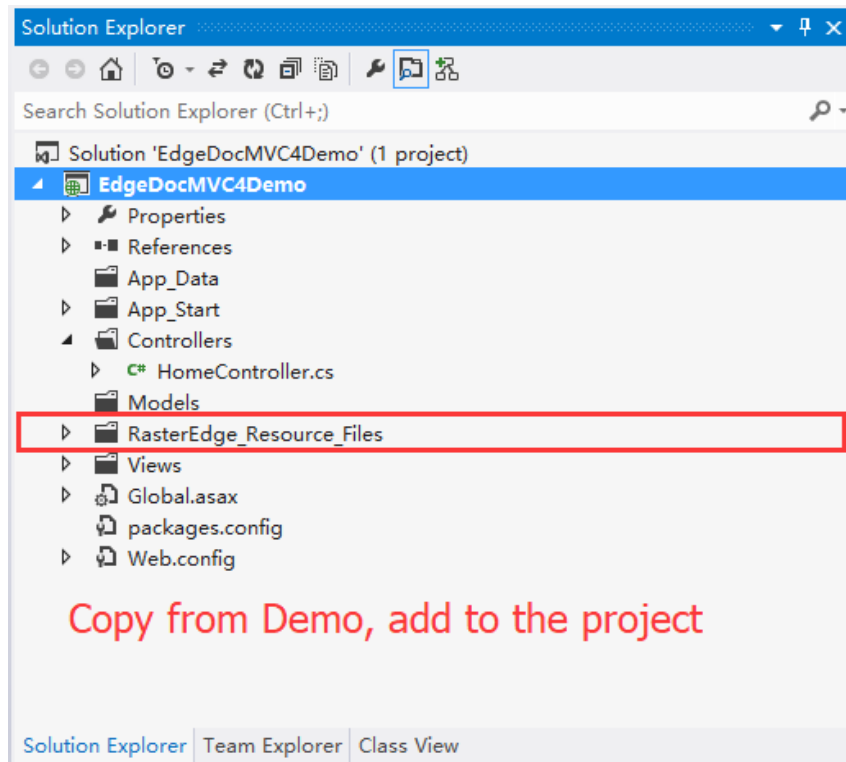 Solution Explorer
Search Solution Explorer (Ctrl+;)
Solution 'EdgeDocMVC4Demo' (1 project)
EdgeDocMVC4Demo
Properties
References
App_Data
App_Start
Controllers
C# HomeController.cs
Models
RasterEdge_Resource_Files
Views
Global.asax
packages.config
Web.config
Copy from Demo, add to the project
Solution Explorer Team Explorer Class View